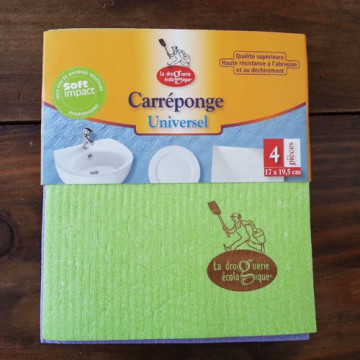 La droguerie
écologique
Qualité supérieure
Haute résistance à l'abrasion
et au déchirement
Soft
impact
Carréponge
Universel
4
pièces
17 x 19,5 cm
La droguerie
écologique